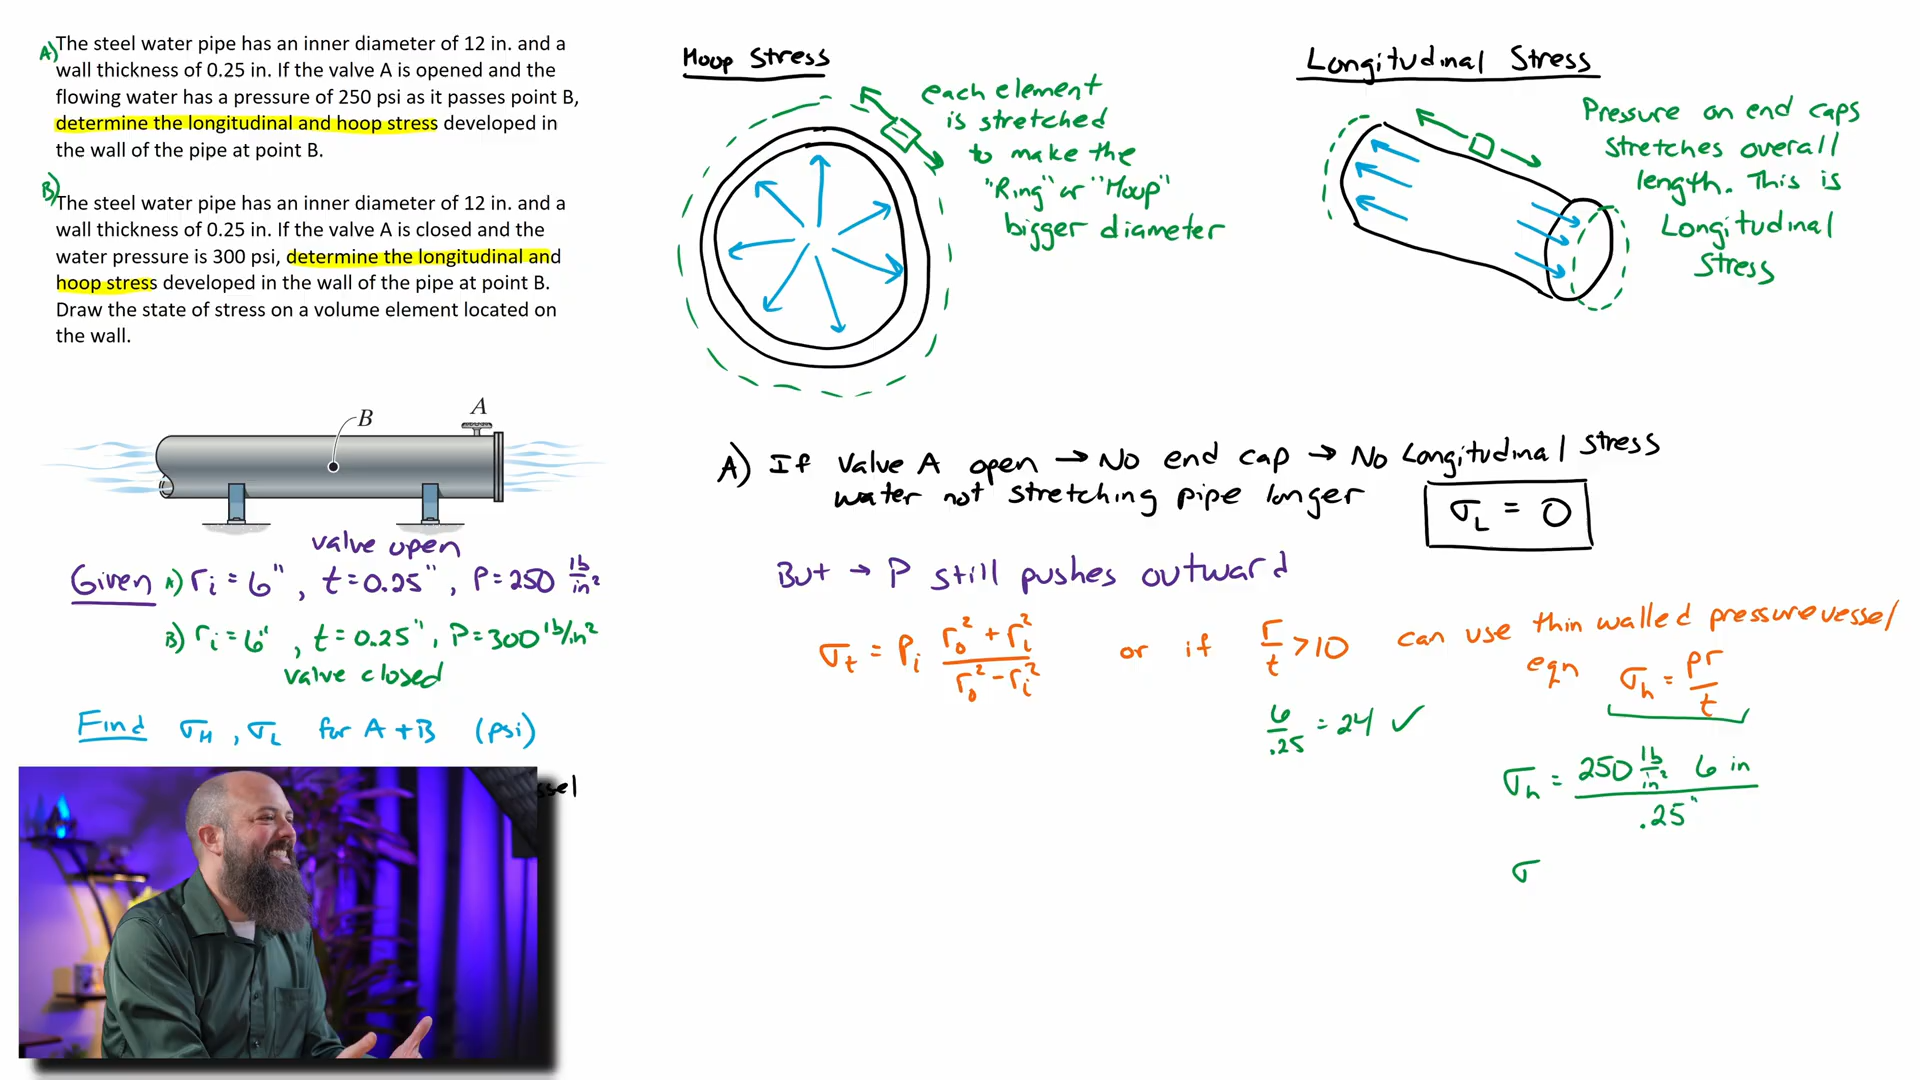 A) The steel water pipe has an inner diameter of 12 in. and a
wall thickness of 0.25 in. If the valve A is opened and the
flowing water has a pressure of 250 psi as it passes point B,
determine the longitudinal and hoop stress developed in
the wall of the pipe at point B.
B) The steel water pipe has an inner diameter of 12 in. and a
wall thickness of 0.25 in. If the valve A is closed and the
water pressure is 300 psi, determine the longitudinal and
hoop stress developed in the wall of the pipe at point B.
Draw the state of stress on a volume element located on
the wall.
B
A
valve open
Given A) ri = 6", t = 0.25", P = 250 lb/in²
B) ri = 6", t = 0.25", P = 300 lb/in²
valve closed
Find σH, σL for A + B (psi)
ssel
Hoop Stress
each element
is stretched
to make the
"Ring" or "Hoop"
bigger diameter
Longitudinal Stress
Pressure on end caps
stretches overall
length. This is
Longitudinal
Stress
A) If Valve A open → No end cap → No Longitudinal Stress
water not stretching pipe longer
σL = 0
But → P still pushes outward
σt = Pi (ro² + ri²)/(ro² - ri²) or if r/t > 10 can use thin walled pressure vessel
eqn σh = pr/t
6/.25 = 24 ✓
σh = 250 lb/in² 6 in / .25"
σ